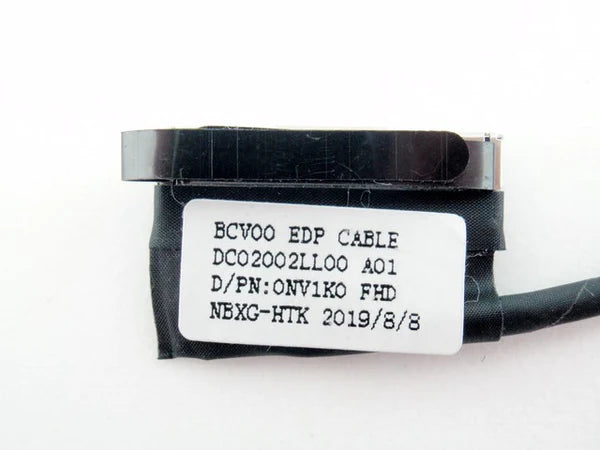 BCV00 EDP CABLE
DC02002LL00 A01
D/PN:0NV1K0 FHD
NBXG-HTK 2019/8/8